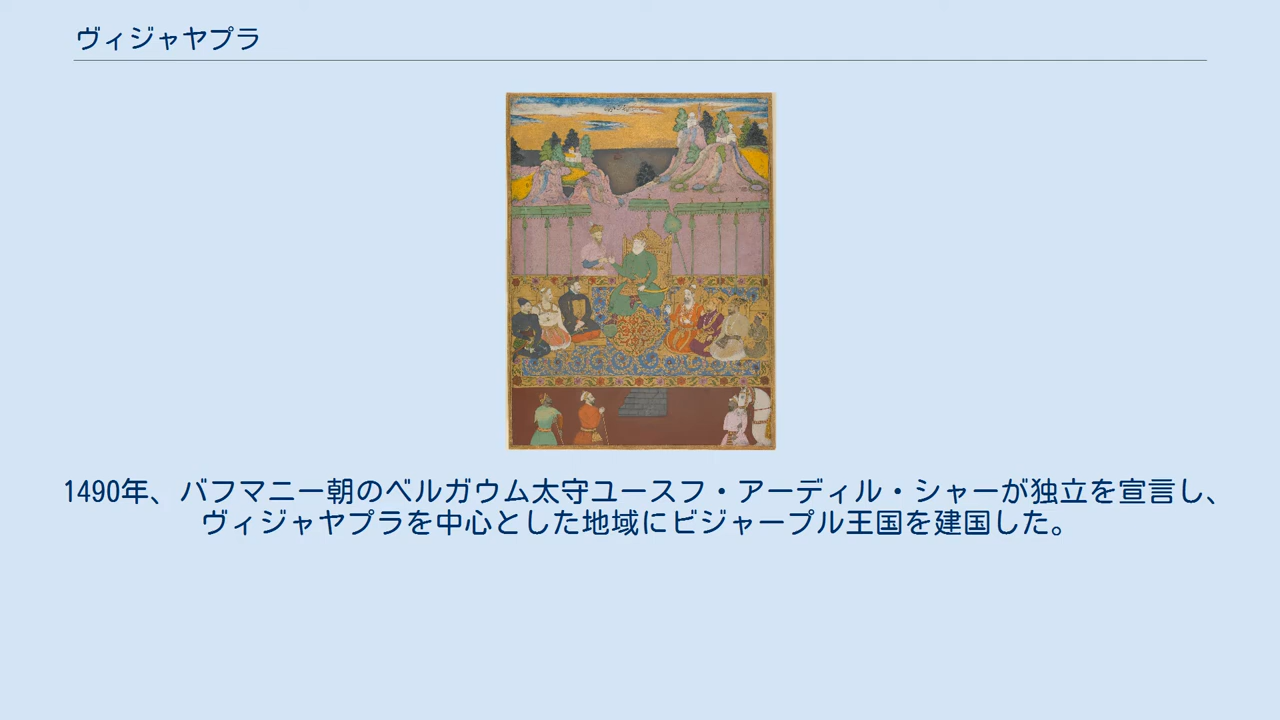 ヴィジャヤプラ
1490年、バフマニー朝のベルガウム太守ユースフ・アーディル・シャーが独立を宣言し、
ヴィジャヤプラを中心とした地域にビジャープル王国を建国した。